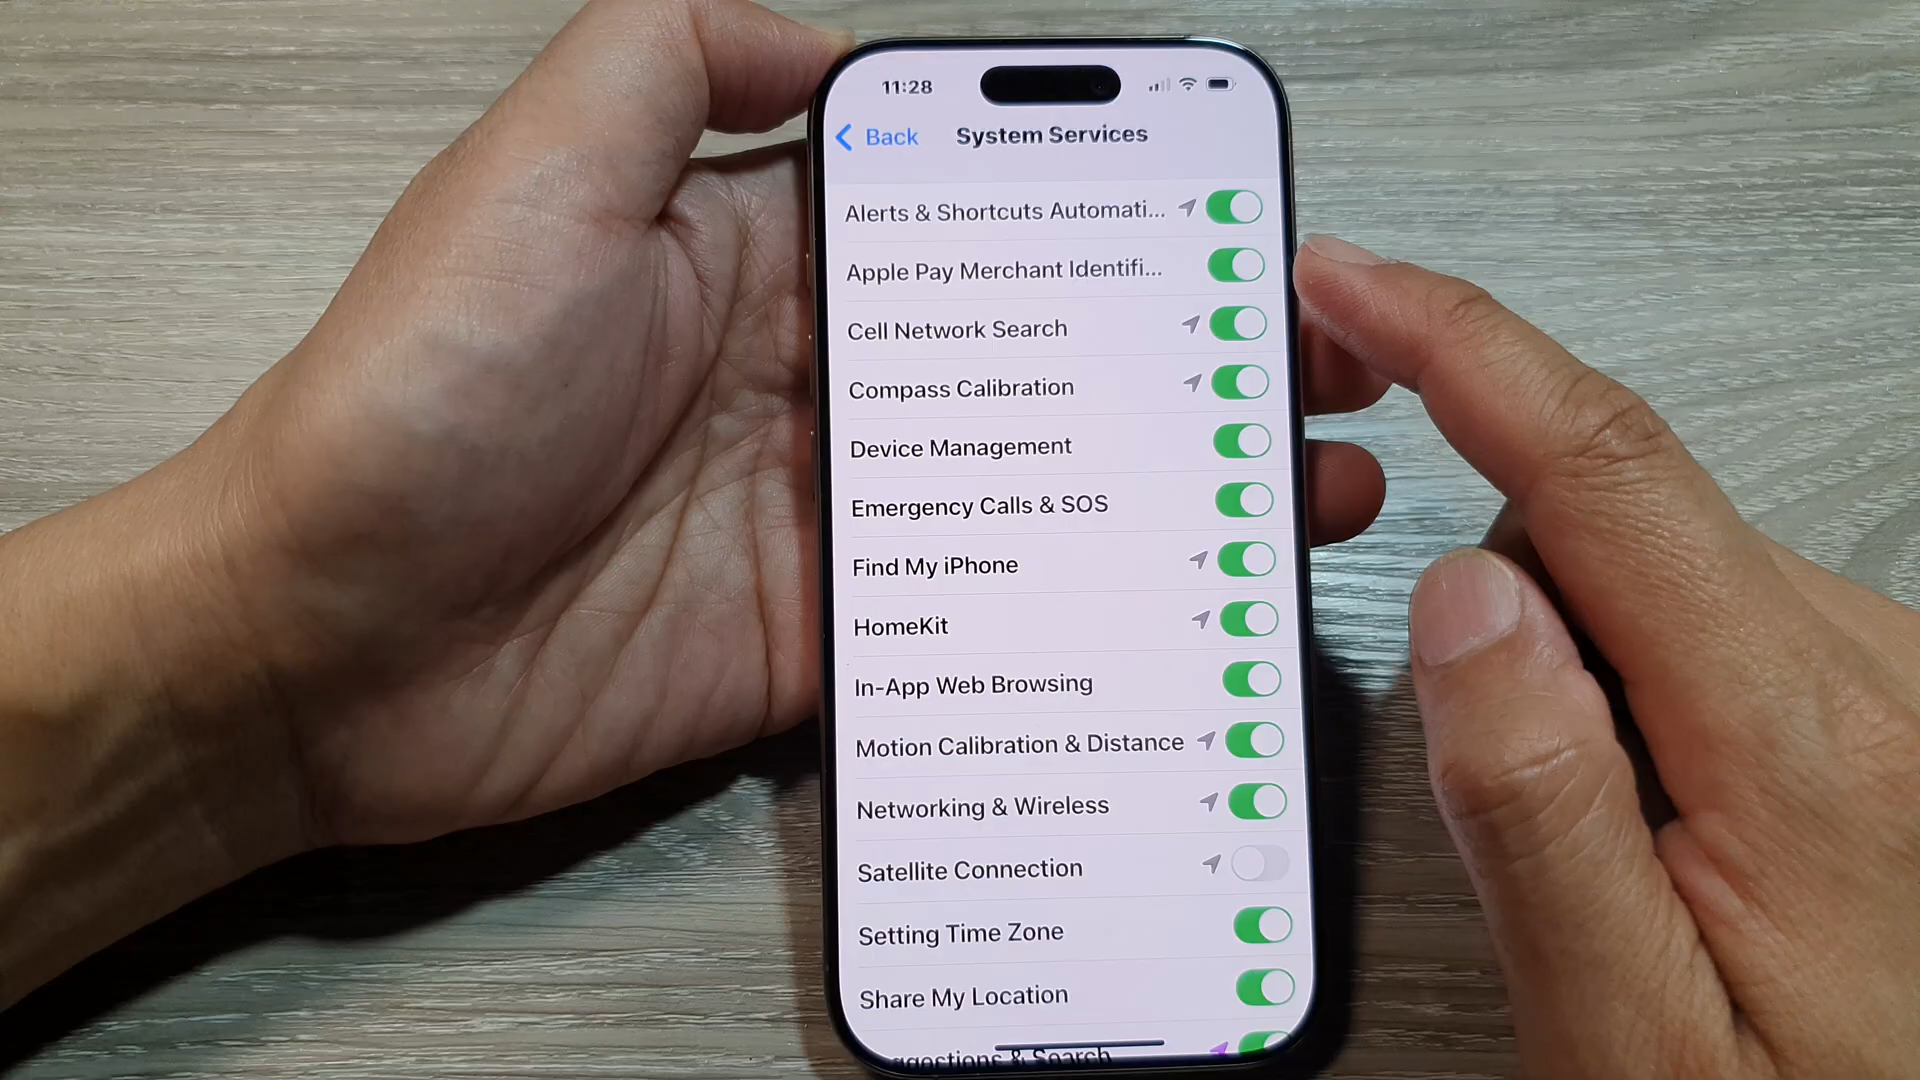 11:28
Back System Services
Alerts & Shortcuts Automati...
Apple Pay Merchant Identifi...
Cell Network Search
Compass Calibration
Device Management
Emergency Calls & SOS
Find My iPhone
HomeKit
In-App Web Browsing
Motion Calibration & Distance
Networking & Wireless
Satellite Connection
Setting Time Zone
Share My Location
& Search